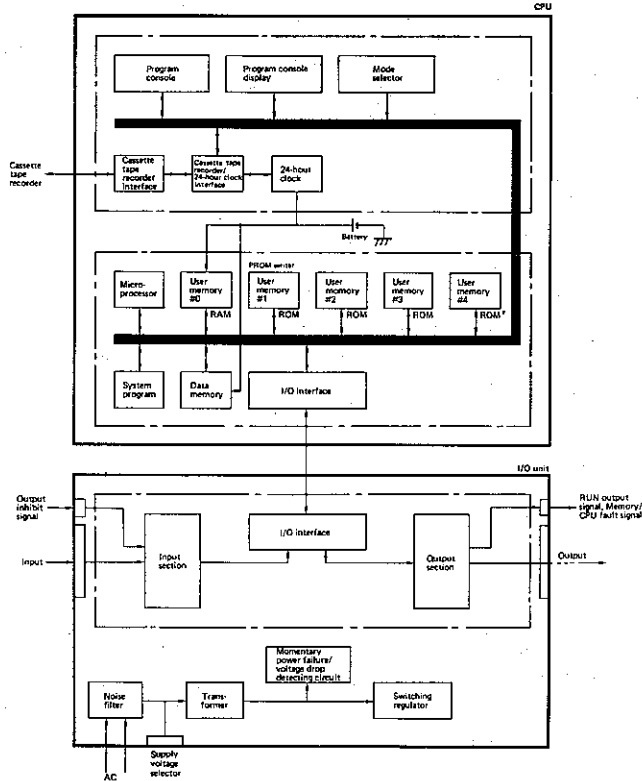 CPU
Program
console
Program console
display
Mode
selector
Cassette
tape
recorder
Cassette
tape
recorder
interface
Cassette tape
recorder/
24-hour clock
interface
24-hour
clock
Battery
PROM writer
Micro-
processor
User
memory
#0
User
memory
#1
User
memory
#2
User
memory
#3
User
memory
#4
RAM
ROM
ROM
ROM
ROM
System
program
Data
memory
I/O interface
I/O unit
Output
inhibit
signal
RUN output
signal, Memory/
CPU fault signal
Input
Input
section
I/O interface
Output
section
Output
Momentary
power failure/
voltage drop
detecting circuit
Noise
filter
Trans-
former
Switching
regulator
Supply
voltage
selector
AC